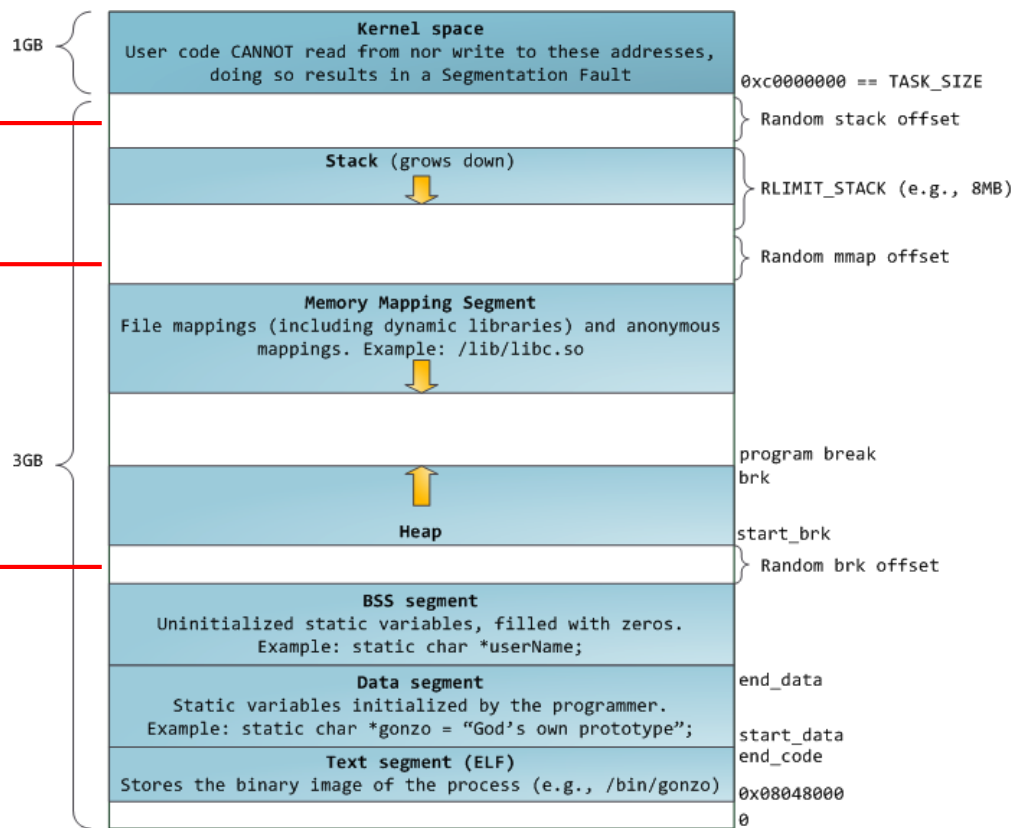 Kernel space
1GB
User code CANNOT read from nor write to these addresses,
doing so results in a Segmentation Fault
0xc0000000 == TASK_SIZE
Random stack offset
Stack (grows down)
RLIMIT_STACK (e.g., 8MB)
Random mmap offset
Memory Mapping Segment
File mappings (including dynamic libraries) and anonymous
mappings. Example: /lib/libc.so
3GB
program break
brk
Heap
start_brk
Random brk offset
BSS segment
Uninitialized static variables, filled with zeros.
Example: static char *userName;
end_data
Data segment
Static variables initialized by the programmer.
Example: static char *gonzo = “God’s own prototype”;
start_data
end_code
Text segment (ELF)
Stores the binary image of the process (e.g., /bin/gonzo)
0x08048000
0